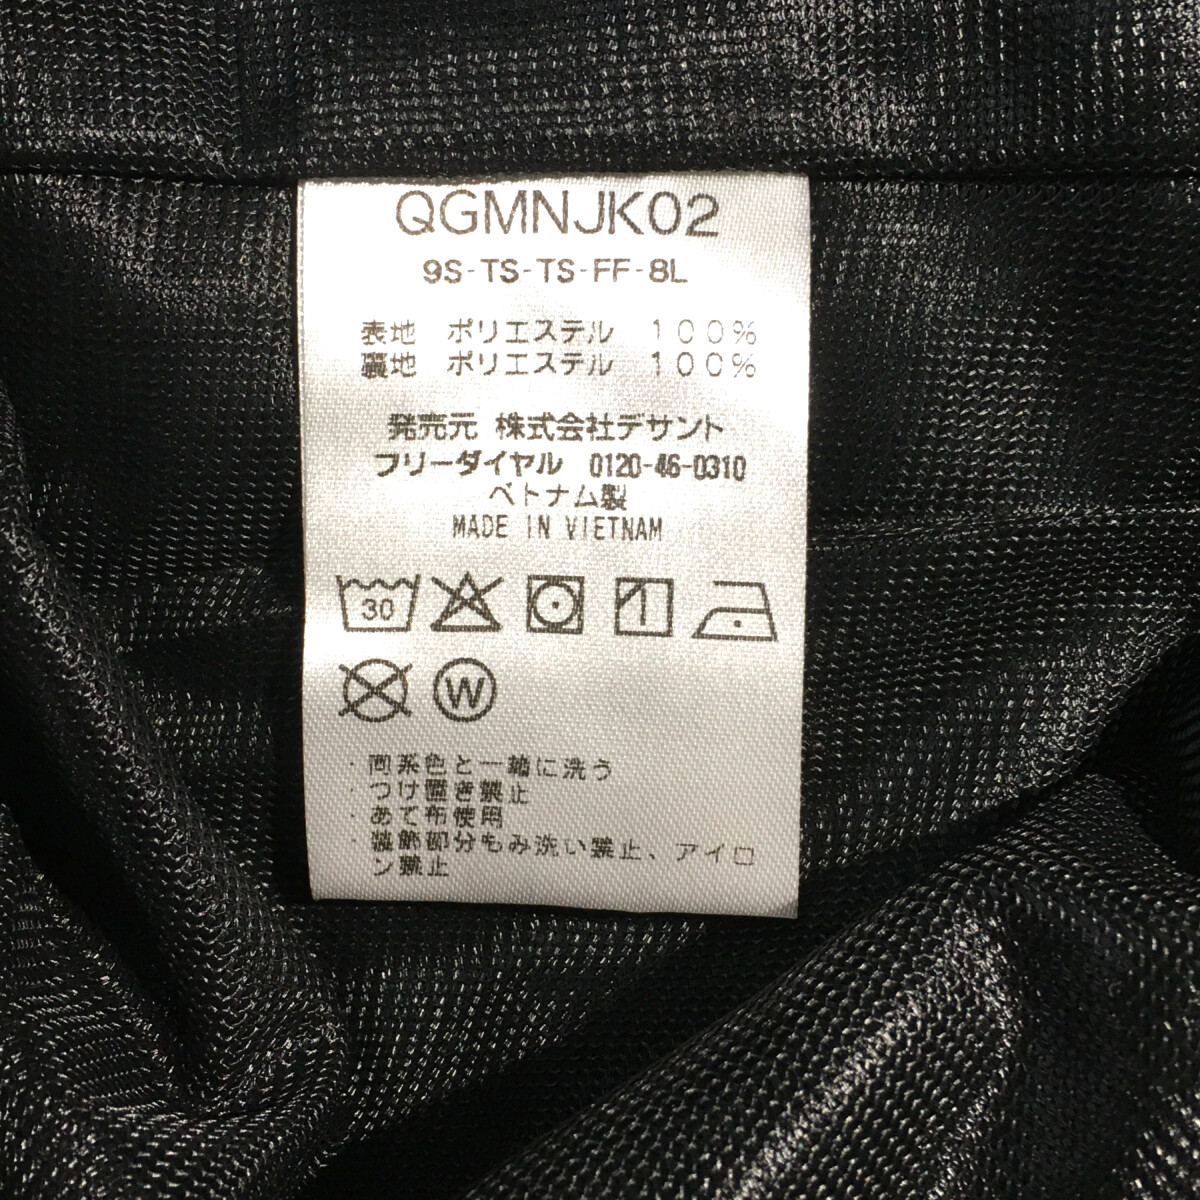 QGMNJK02
9S-TS-TS-FF-8L
表地 ポリエステル 100%
裏地 ポリエステル 100%
発売元 株式会社デサント
フリーダイヤル 0120-46-0310
ベトナム製
MADE IN VIETNAM
30
W
・同系色と一緒に洗う
・つけ置き禁止
・あて布使用
・装飾部分もみ洗い禁止、アイロ
ン禁止